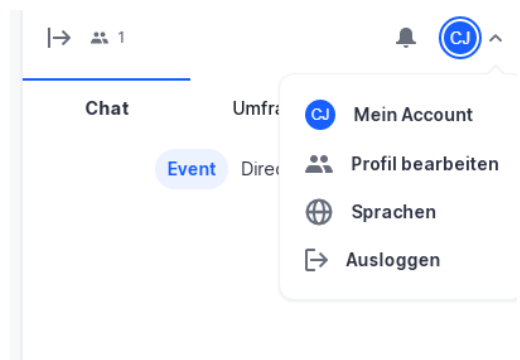 1
CJ
Chat
Umfra
Event
Direc
CJ
Mein Account
Profil bearbeiten
Sprachen
Ausloggen